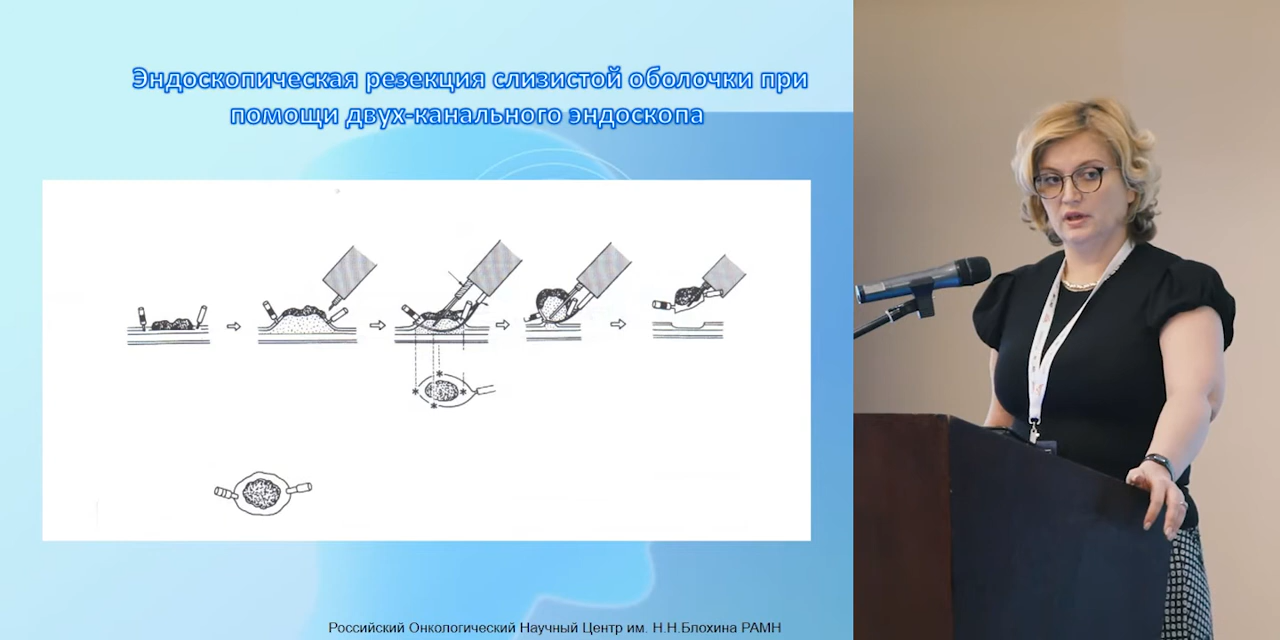 Эндоскопическая резекция слизистой оболочки при
помощи двух-канального эндоскопа
Российский Онкологический Научный Центр им. Н.Н.Блохина РАМН